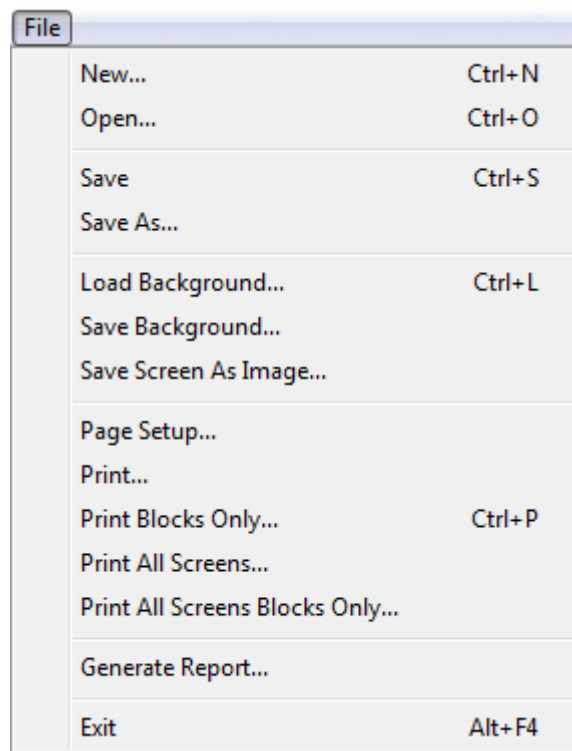 File
New... Ctrl+N
Open... Ctrl+O
Save Ctrl+S
Save As...
Load Background... Ctrl+L
Save Background...
Save Screen As Image...
Page Setup...
Print...
Print Blocks Only... Ctrl+P
Print All Screens...
Print All Screens Blocks Only...
Generate Report...
Exit Alt+F4